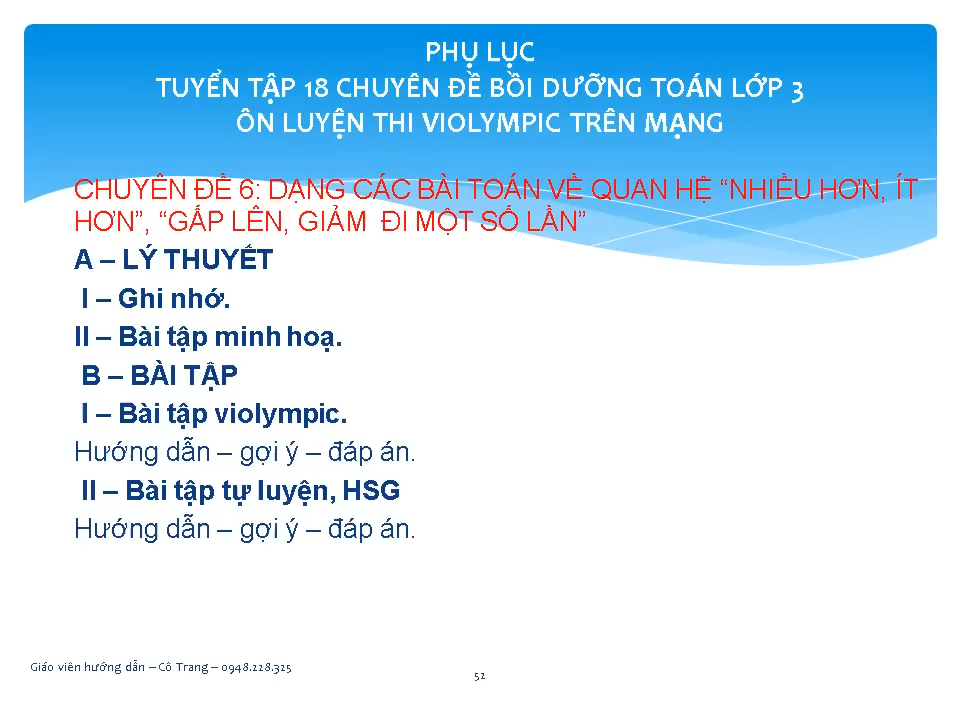 PHỤ LỤC
TUYỂN TẬP 18 CHUYÊN ĐỀ BỒI DƯỠNG TOÁN LỚP 3
ÔN LUYỆN THI VIOLYMPIC TRÊN MẠNG
CHUYÊN ĐỀ 6: DẠNG CÁC BÀI TOÁN VỀ QUAN HỆ “NHIỀU HƠN, ÍT
HƠN”, “GẤP LÊN, GIẢM ĐI MỘT SỐ LẦN”
A – LÝ THUYẾT
I – Ghi nhớ.
II – Bài tập minh hoạ.
B – BÀI TẬP
I – Bài tập violympic.
Hướng dẫn – gợi ý – đáp án.
II – Bài tập tự luyện, HSG
Hướng dẫn – gợi ý – đáp án.
Giáo viên hướng dẫn – Cô Trang – 0948.228.325
52